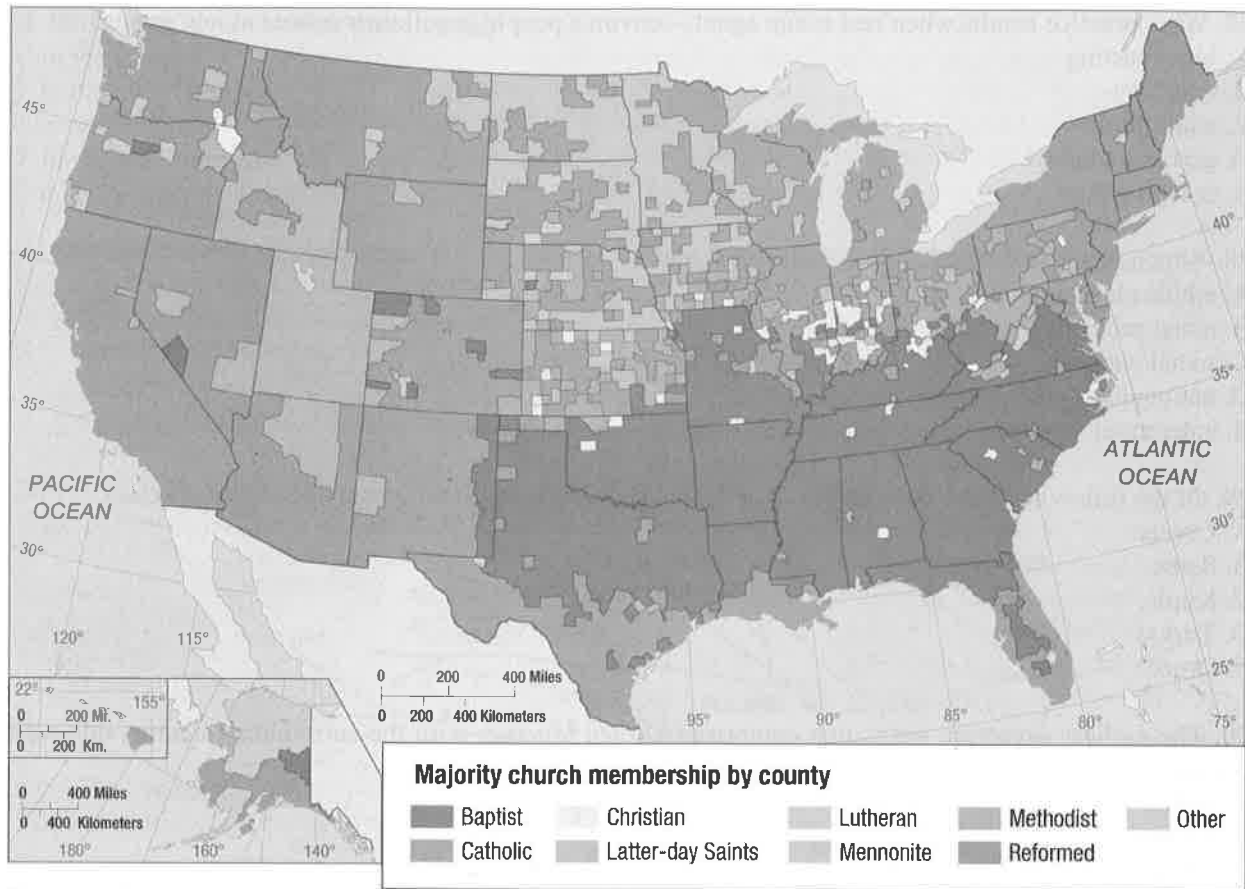 45°
40°
35°
30°
PACIFIC
OCEAN
ATLANTIC
OCEAN
40°
35°
30°
25°
120°
115°
95°
90°
85°
80°
75°
0 200 400 Miles
0 200 400 Kilometers
22°
155°
0 200 Mi.
0 200 Km.
0 400 Miles
0 400 Kilometers
180°
160°
140°
Majority church membership by county
Baptist Christian Lutheran Methodist Other
Catholic Latter-day Saints Mennonite Reformed